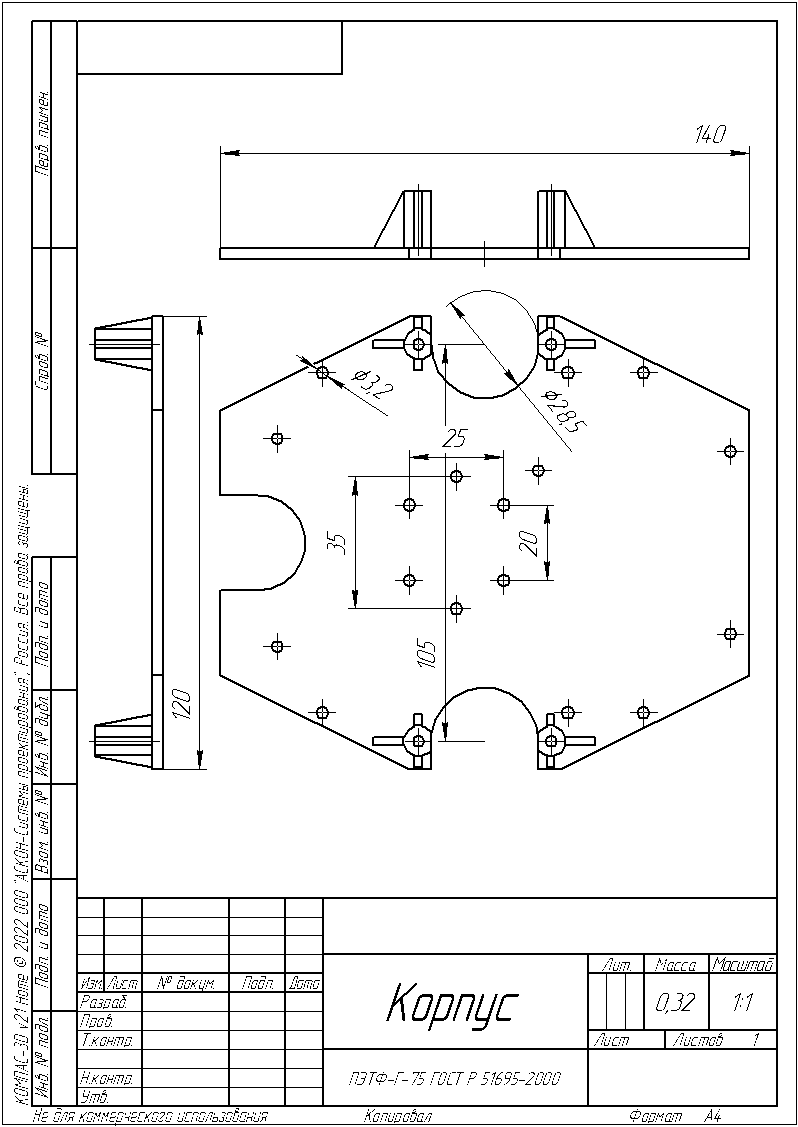 Перв. примен.
Справ. №
Подп. и дата
Инв. № дубл.
Взам. инв. №
Подп. и дата
Инв. № подл.
КОМПАС-3D v21 Home © 2022 ООО "АСКОН-Системы проектирования", Россия. Все права защищены.
140
ϕ3,2
ϕ28,5
25
35
20
105
120
Изм. Лист № докум. Подп. Дата
Разраб.
Пров.
Т.контр.
Н.контр.
Утв.
Корпус
Лит. Масса Масштаб
0,32 1:1
Лист Листов 1
ПЭТФ-Г-75 ГОСТ Р 51695-2000
Не для коммерческого использования Копировал Формат А4